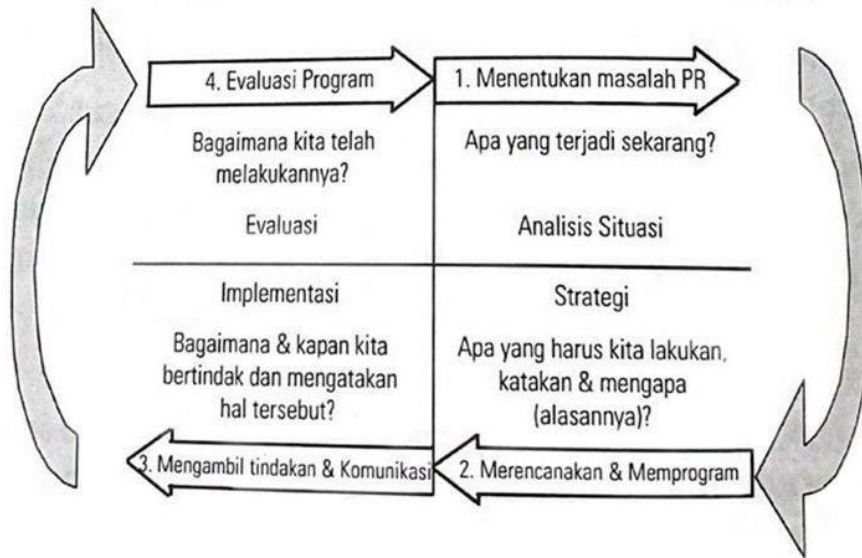 4. Evaluasi Program
1. Menentukan masalah PR
Bagaimana kita telah
melakukannya?
Apa yang terjadi sekarang?
Evaluasi
Analisis Situasi
Implementasi
Strategi
Bagaimana & kapan kita
bertindak dan mengatakan
hal tersebut?
Apa yang harus kita lakukan,
katakan & mengapa
(alasannya)?
3. Mengambil tindakan & Komunikasi
2. Merencanakan & Memprogram